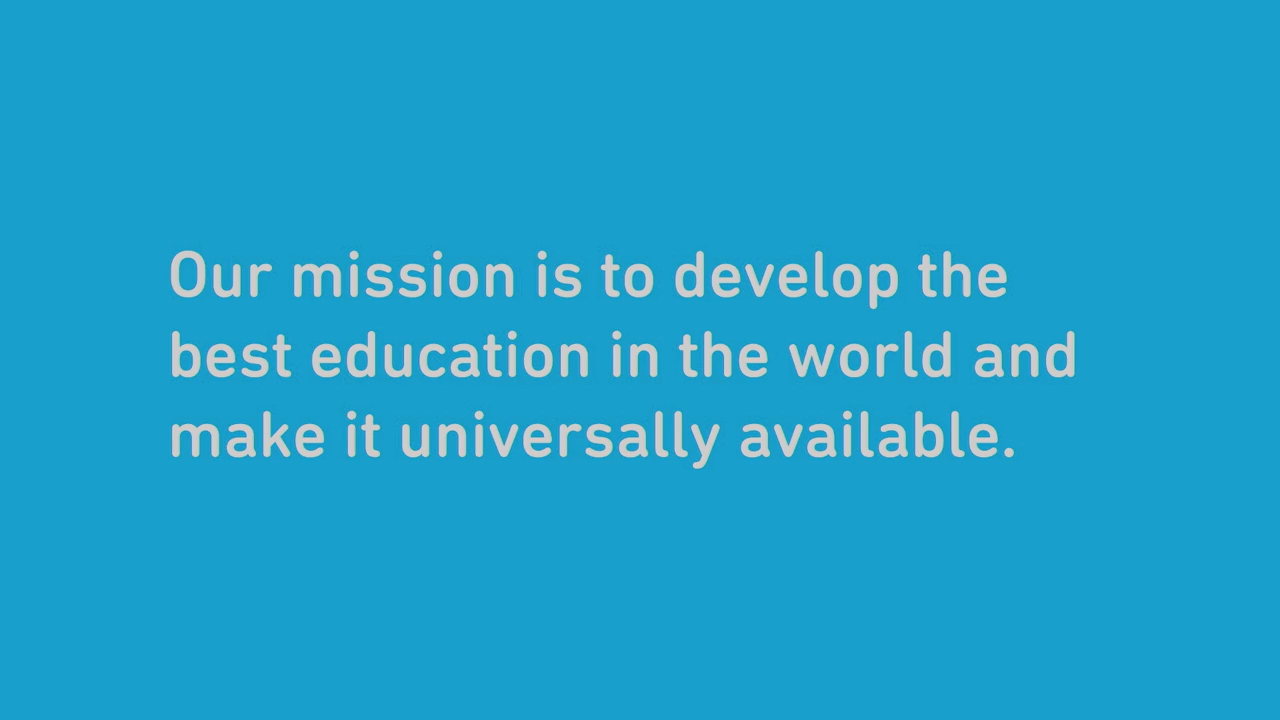 Our mission is to develop the
best education in the world and
make it universally available.